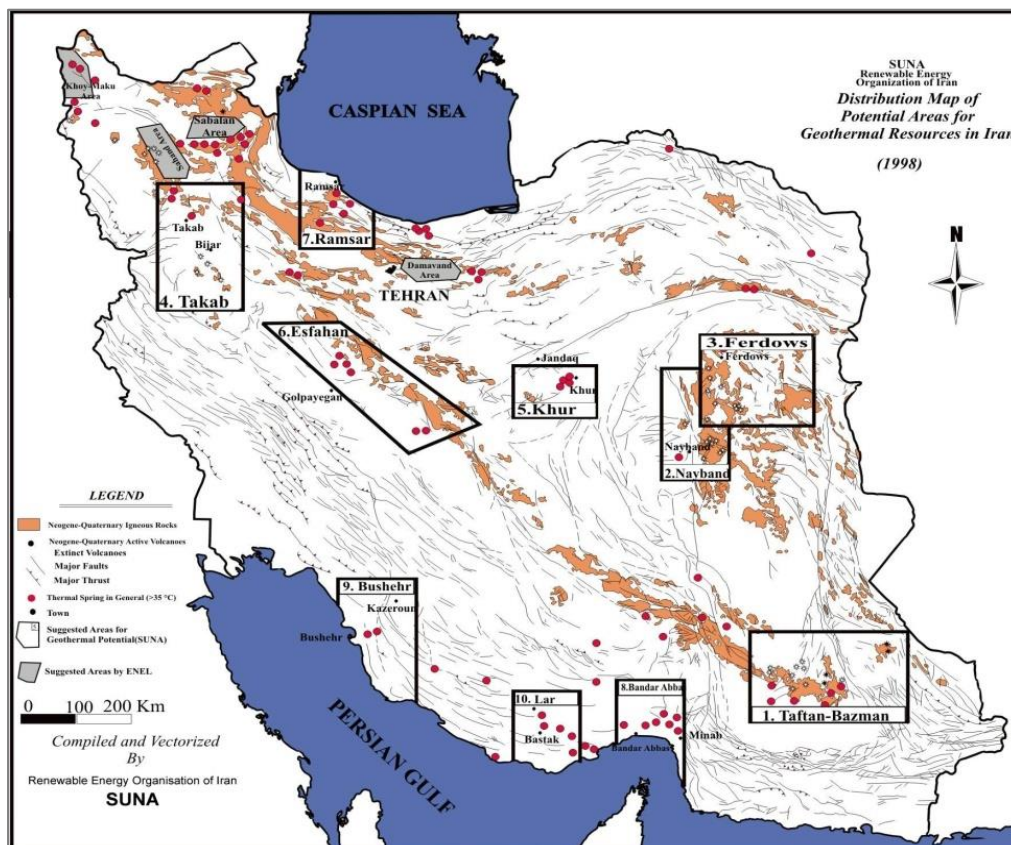 SUNA
Renewable Energy
Organization of Iran
Distribution Map of
Potential Areas for
Geothermal Resources in Iran
(1998)
CASPIAN SEA
Khoy-Maku
Area
Sabalan
Area
Sahand Area
Ramsar
7.Ramsar
Takab
Bijar
4. Takab
Damavand
Area
TEHRAN
N
6.Esfahan
Golpayegan
Jandaq
Khur
5.Khur
3.Ferdows
Ferdows
Nayband
2.Nayband
LEGEND
Neogene-Quaternary Igneous Rocks
Neogene-Quaternary Active Volcanoes
Extinct Volcanoes
Major Faults
Major Thrust
Thermal Spring in General (>35 °C)
Town
Suggested Areas for
Geothermal Potential(SUNA)
Suggested Areas by ENEL
0 100 200 Km
Compiled and Vectorized
By
Renewable Energy Organisation of Iran
SUNA
9. Bushehr
Kazeroun
Bushehr
PERSIAN GULF
10. Lar
Bastak
8.Bandar Abba
Minab
Bandar Abbas
1. Taftan-Bazman